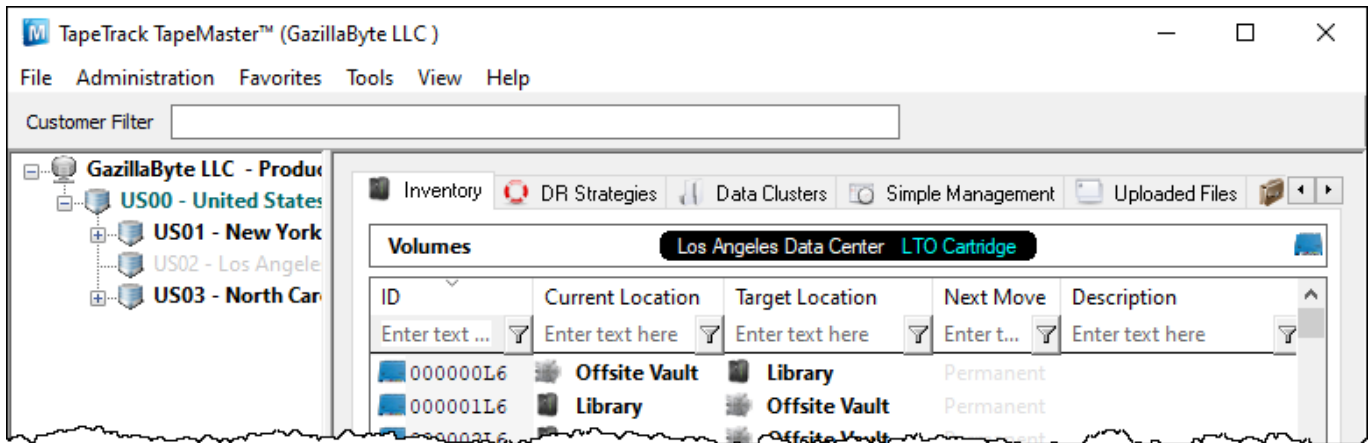 TapeTrack TapeMaster™ (GazillaByte LLC )
File Administration Favorites Tools View Help
Customer Filter
GazillaByte LLC - Produc
US00 - United States
US01 - New York
US02 - Los Angele
US03 - North Car
Inventory DR Strategies Data Clusters Simple Management Uploaded Files
Volumes Los Angeles Data Center LTO Cartridge
ID Current Location Target Location Next Move Description
Enter text ... Enter text here Enter text here Enter t... Enter text here
000000L6 Offsite Vault Library Permanent
000001L6 Library Offsite Vault Permanent
Offsite Vault